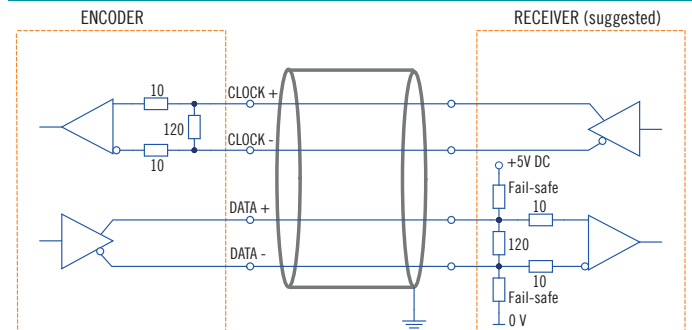 ENCODER
RECEIVER (suggested)
10
CLOCK +
120
CLOCK -
10
+5V DC
Fail-safe
DATA +
10
120
DATA -
10
Fail-safe
0 V